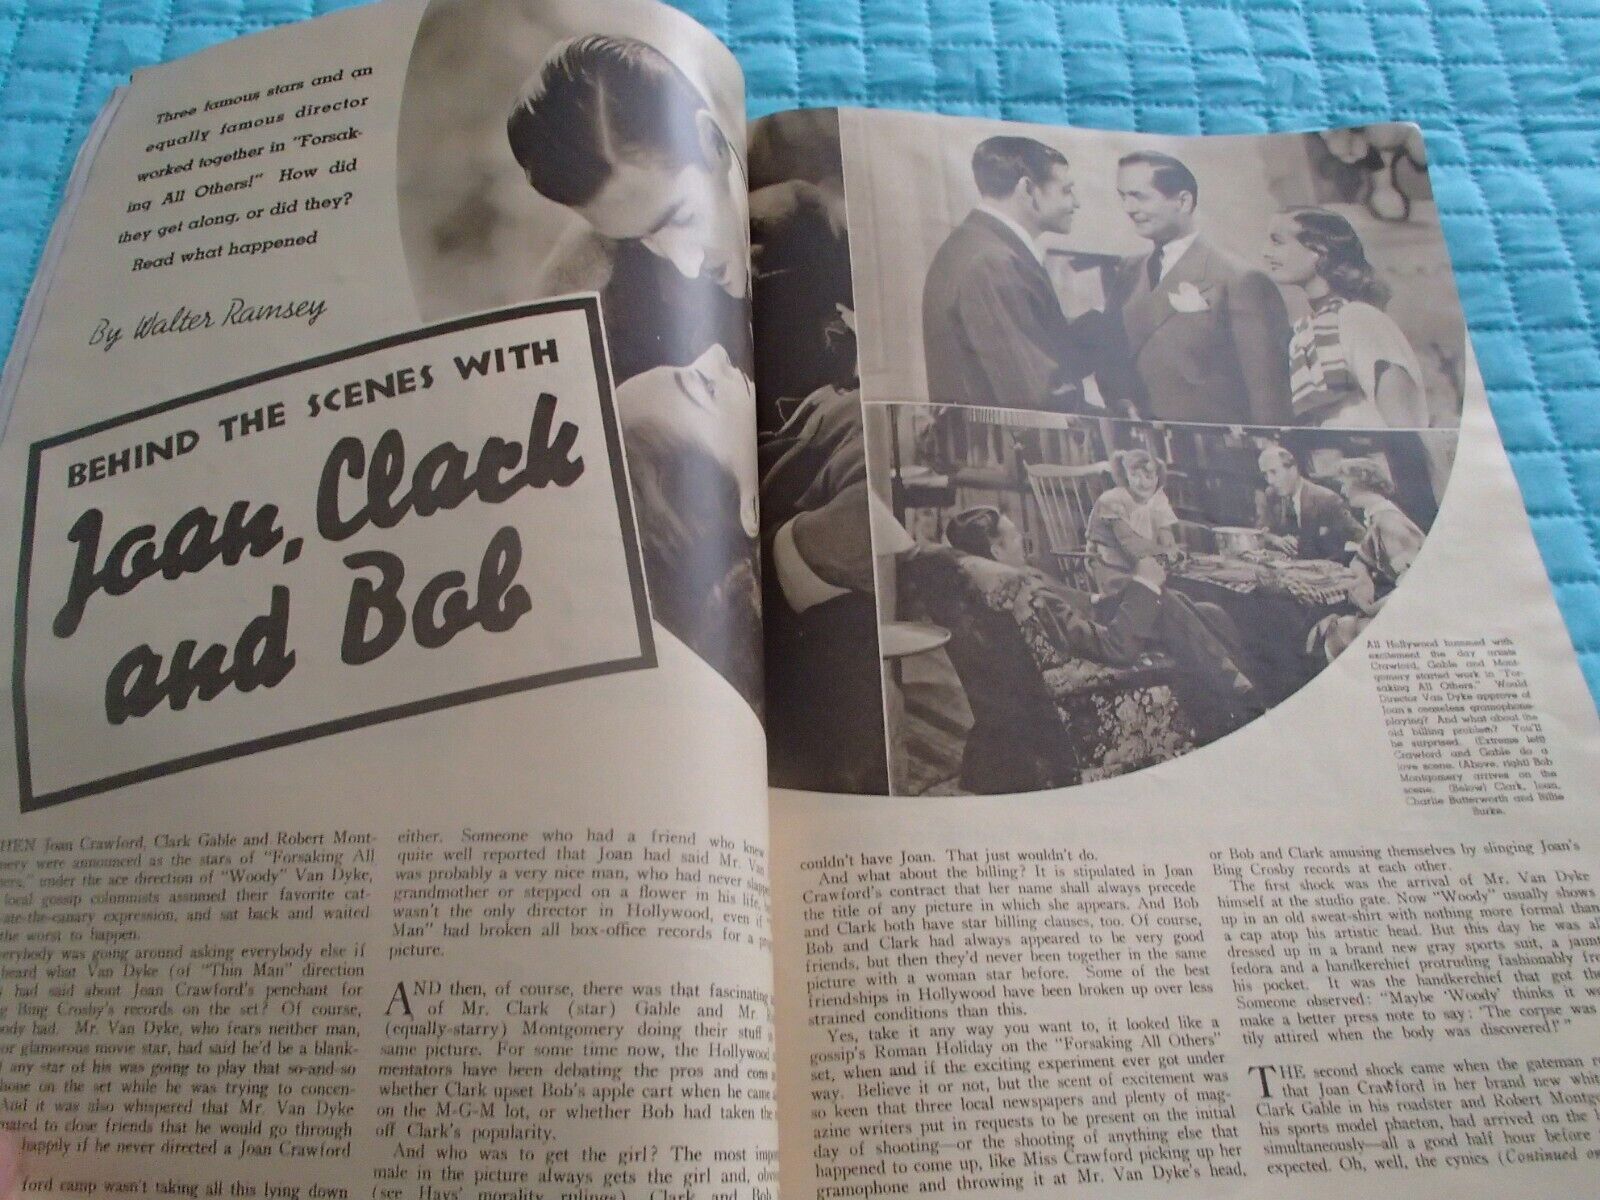 Three famous stars and an
equally famous director
worked together in "Forsak-
ing All Others!" How did
they get along, or did they?
Read what happened
By Walter Ramsey
BEHIND THE SCENES WITH
Joan, Clark
and Bob
HEN Joan Crawford, Clark Gable and Robert Mont-
mery were announced as the stars of "Forsaking All
ers," under the ace direction of "Woody" Van Dyke,
local gossip columnists assumed their favorite cat-
ate-the-canary expression, and sat back and waited
the worst to happen.
erybody was going around asking everybody else if
heard what Van Dyke (of "Thin Man" direction
had said about Joan Crawford's penchant for
Bing Crosby's records on the set? Of course,
ody had. Mr. Van Dyke, who fears neither man,
or glamorous movie star, had said he'd be a blank-
any star of his was going to play that so-and-so
hone on the set while he was trying to concen-
And it was also whispered that Mr. Van Dyke
mated to close friends that he would go through
happily if he never directed a Joan Crawford
ford camp wasn't taking all this lying down
either. Someone who had a friend who knew
quite well reported that Joan had said Mr. Van
was probably a very nice man, who had never slapped
grandmother or stepped on a flower in his life, but
wasn't the only director in Hollywood, even if
Man" had broken all box-office records for a
picture.
AND then, of course, there was that fascinating
of Mr. Clark (star) Gable and Mr.
(equally-starry) Montgomery doing their stuff in
same picture. For some time now, the Hollywood
mentators have been debating the pros and cons
whether Clark upset Bob's apple cart when he came
on the M-G-M lot, or whether Bob had taken the
off Clark's popularity.
And who was to get the girl? The most
male in the picture always gets the girl and,
(see Hays' morality rulings). Clark and Bob
All Hollywood hummed with
excitement the day artists
Crawford, Gable and Mont-
gomery started work in "For-
saking All Others." Would
Director Van Dyke approve of
Joan's ceaseless gramophone-
playing? And what about the
old billing problem? You'll
be surprised. (Extreme left)
Crawford and Gable do a
love scene. (Above, right) Bob
Montgomery arrives on the
scene. (Below) Clark, Joan,
Charlie Butterworth and Billie
Burke.
couldn't have Joan. That just wouldn't do.
And what about the billing? It is stipulated in Joan
Crawford's contract that her name shall always precede
the title of any picture in which she appears. And Bob
and Clark both have star billing clauses, too. Of course,
Bob and Clark had always appeared to be very good
friends, but then they'd never been together in the same
picture with a woman star before. Some of the best
friendships in Hollywood have been broken up over less
strained conditions than this.
Yes, take it any way you want to, it looked like a
gossip's Roman Holiday on the "Forsaking All Others"
set, when and if the exciting experiment ever got under
way. Believe it or not, but the scent of excitement was
so keen that three local newspapers and plenty of mag-
azine writers put in requests to be present on the initial
day of shooting—or the shooting of anything else that
happened to come up, like Miss Crawford picking up her
gramophone and throwing it at Mr. Van Dyke's head,
or Bob and Clark amusing themselves by slinging Joan's
Bing Crosby records at each other.
The first shock was the arrival of Mr. Van Dyke
himself at the studio gate. Now "Woody" usually shows
up in an old sweat-shirt with nothing more formal than
a cap atop his artistic head. But this day he was all
dressed up in a brand new gray sports suit, a jaunty
fedora and a handkerchief protruding fashionably
his pocket. It was the handkerchief that got the
Someone observed: "Maybe 'Woody' thinks it
make a better press note to say: 'The corpse was
tily attired when the body was discovered!' "
THE second shock came when the gateman
that Joan Crawford in her brand new
Clark Gable in his roadster and Robert
his sports model phaeton, had arrived on the
simultaneously—all a good half hour before
expected. Oh, well, the cynics (Continued on